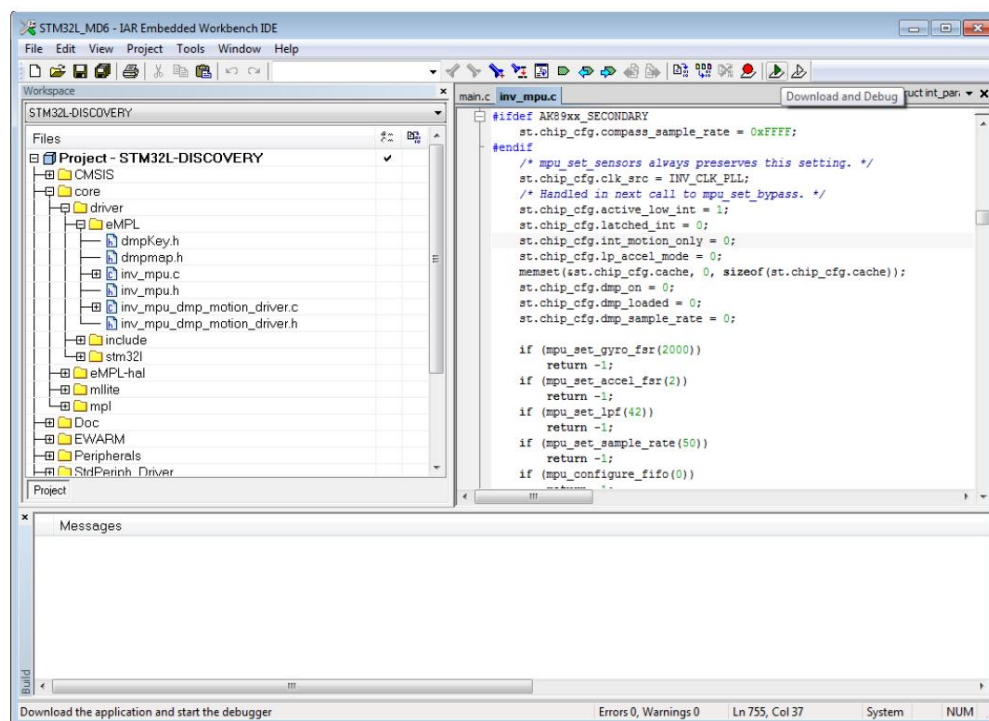 STM32L_MD6 - IAR Embedded Workbench IDE
File Edit View Project Tools Window Help
Workspace
STM32L-DISCOVERY
Files
Project - STM32L-DISCOVERY
CMSIS
core
driver
eMPL
dmpKey.h
dmpmap.h
inv_mpu.c
inv_mpu.h
inv_mpu_dmp_motion_driver.c
inv_mpu_dmp_motion_driver.h
include
stm32l
eMPL-hal
mllite
mpl
Doc
EWARM
Peripherals
StdPeriph_Driver
Project
main.c inv_mpu.c
Download and Debug
uct int_par
#ifdef AK89xx_SECONDARY
st.chip_cfg.compass_sample_rate = 0xFFFF;
#endif
/* mpu_set_sensors always preserves this setting. */
st.chip_cfg.clk_src = INV_CLK_PLL;
/* Handled in next call to mpu_set_bypass. */
st.chip_cfg.active_low_int = 1;
st.chip_cfg.latched_int = 0;
st.chip_cfg.int_motion_only = 0;
st.chip_cfg.lp_accel_mode = 0;
memset(&st.chip_cfg.cache, 0, sizeof(st.chip_cfg.cache));
st.chip_cfg.dmp_on = 0;
st.chip_cfg.dmp_loaded = 0;
st.chip_cfg.dmp_sample_rate = 0;
if (mpu_set_gyro_fsr(2000))
return -1;
if (mpu_set_accel_fsr(2))
return -1;
if (mpu_set_lpf(42))
return -1;
if (mpu_set_sample_rate(50))
return -1;
if (mpu_configure_fifo(0))
Messages
Build
Download the application and start the debugger
Errors 0, Warnings 0
Ln 755, Col 37
System
NUM